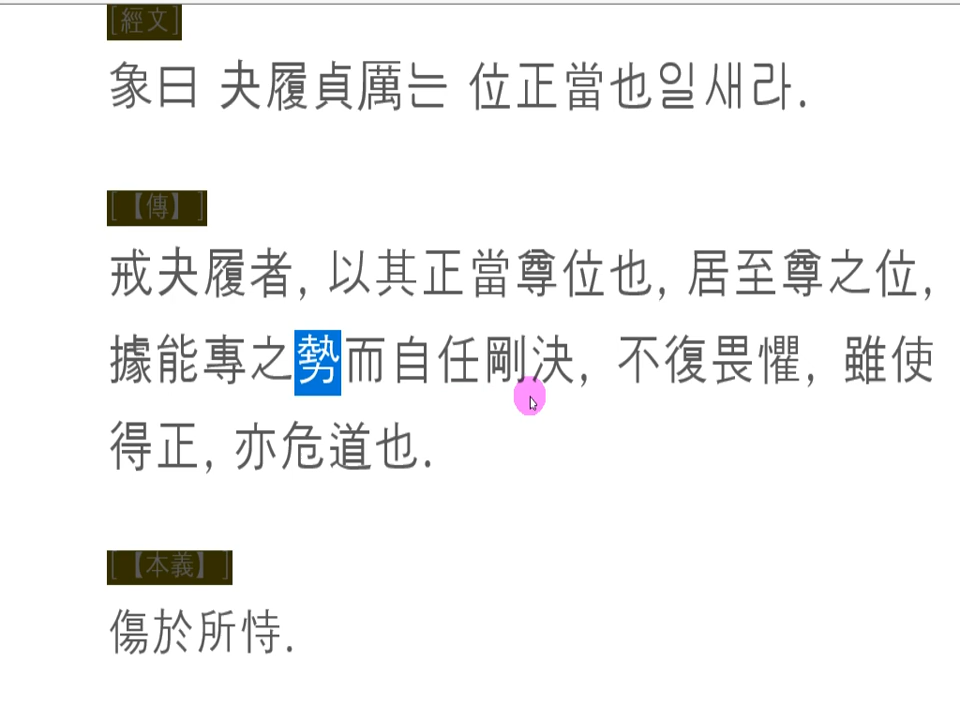 [經文]
象曰 夬履貞厲는 位正當也일새라.
[【傳】]
戒夬履者, 以其正當尊位也, 居至尊之位,
據能專之勢而自任剛決, 不復畏懼, 雖使
得正, 亦危道也.
[【本義】]
傷於所恃.